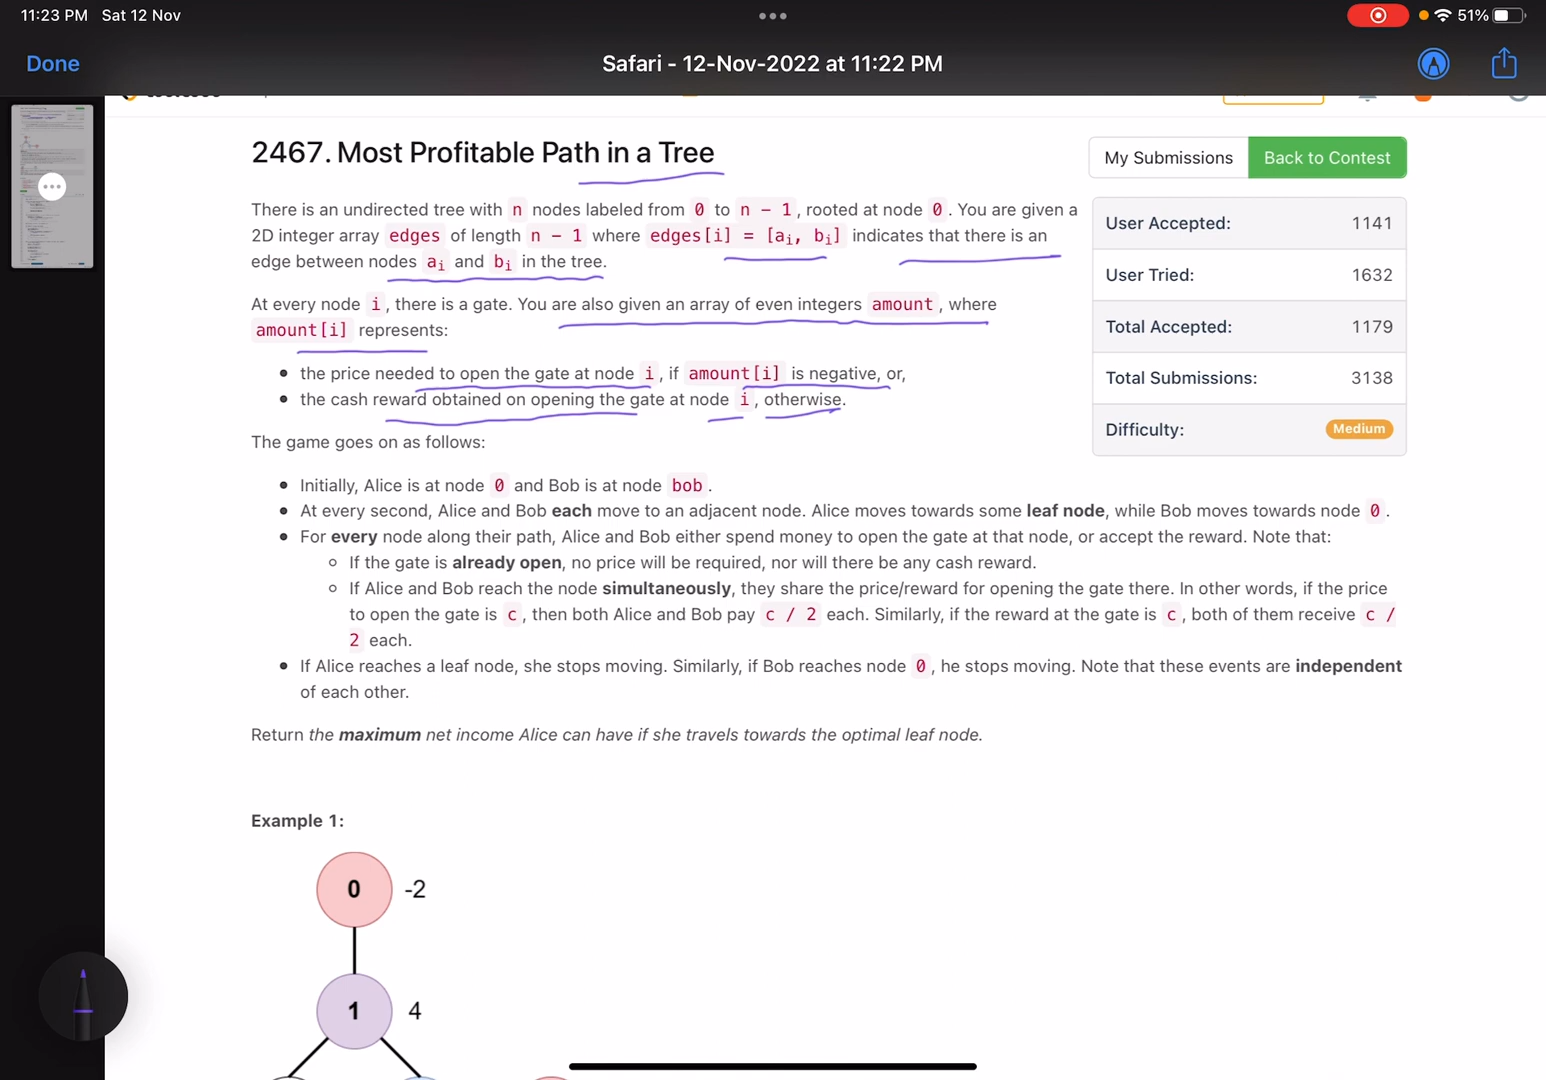 11:23 PM Sat 12 Nov
51%
Done
Safari - 12-Nov-2022 at 11:22 PM
2467. Most Profitable Path in a Tree
My Submissions
Back to Contest
There is an undirected tree with n nodes labeled from 0 to n - 1, rooted at node 0. You are given a
2D integer array edges of length n - 1 where edges[i] = [ai, bi] indicates that there is an
edge between nodes ai and bi in the tree.
At every node i, there is a gate. You are also given an array of even integers amount, where
amount[i] represents:
• the price needed to open the gate at node i, if amount[i] is negative, or,
• the cash reward obtained on opening the gate at node i, otherwise.
User Accepted: 1141
User Tried: 1632
Total Accepted: 1179
Total Submissions: 3138
Difficulty: Medium
The game goes on as follows:
• Initially, Alice is at node 0 and Bob is at node bob.
• At every second, Alice and Bob each move to an adjacent node. Alice moves towards some leaf node, while Bob moves towards node 0.
• For every node along their path, Alice and Bob either spend money to open the gate at that node, or accept the reward. Note that:
◦ If the gate is already open, no price will be required, nor will there be any cash reward.
◦ If Alice and Bob reach the node simultaneously, they share the price/reward for opening the gate there. In other words, if the price
to open the gate is c, then both Alice and Bob pay c / 2 each. Similarly, if the reward at the gate is c, both of them receive c /
2 each.
• If Alice reaches a leaf node, she stops moving. Similarly, if Bob reaches node 0, he stops moving. Note that these events are independent
of each other.
Return the maximum net income Alice can have if she travels towards the optimal leaf node.
Example 1:
0 -2
1 4